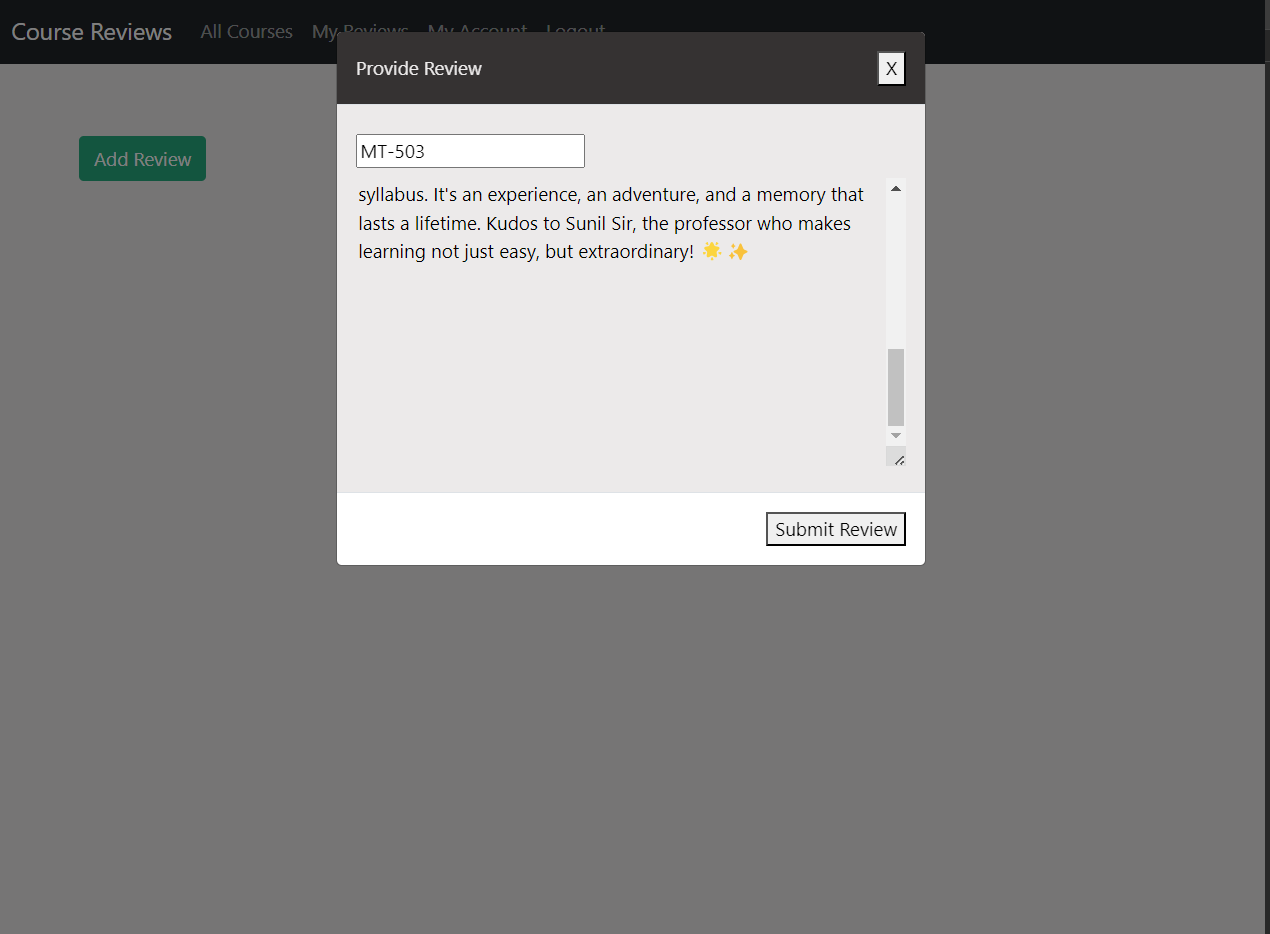 Course Reviews All Courses My Reviews My Account Logout
Provide Review X
Add Review
MT-503
syllabus. It's an experience, an adventure, and a memory that
lasts a lifetime. Kudos to Sunil Sir, the professor who makes
learning not just easy, but extraordinary! 🌟 ✨
Submit Review